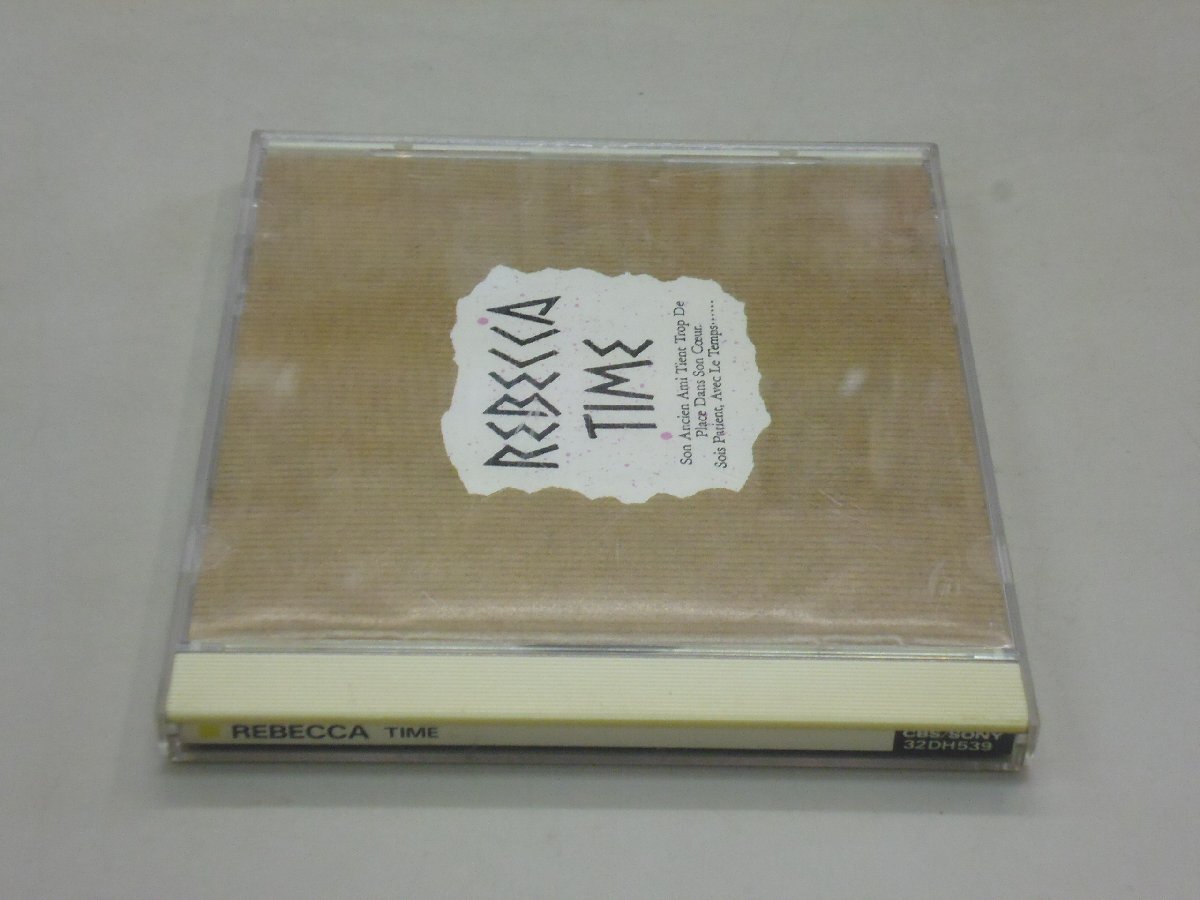 REBECCA
TIME
Son Ancien Ami Tient Trop De
Place Dans Son Cœur.
Sois Patient, Avec Le Temps······
REBECCA TIME
CBS/SONY
32DH539